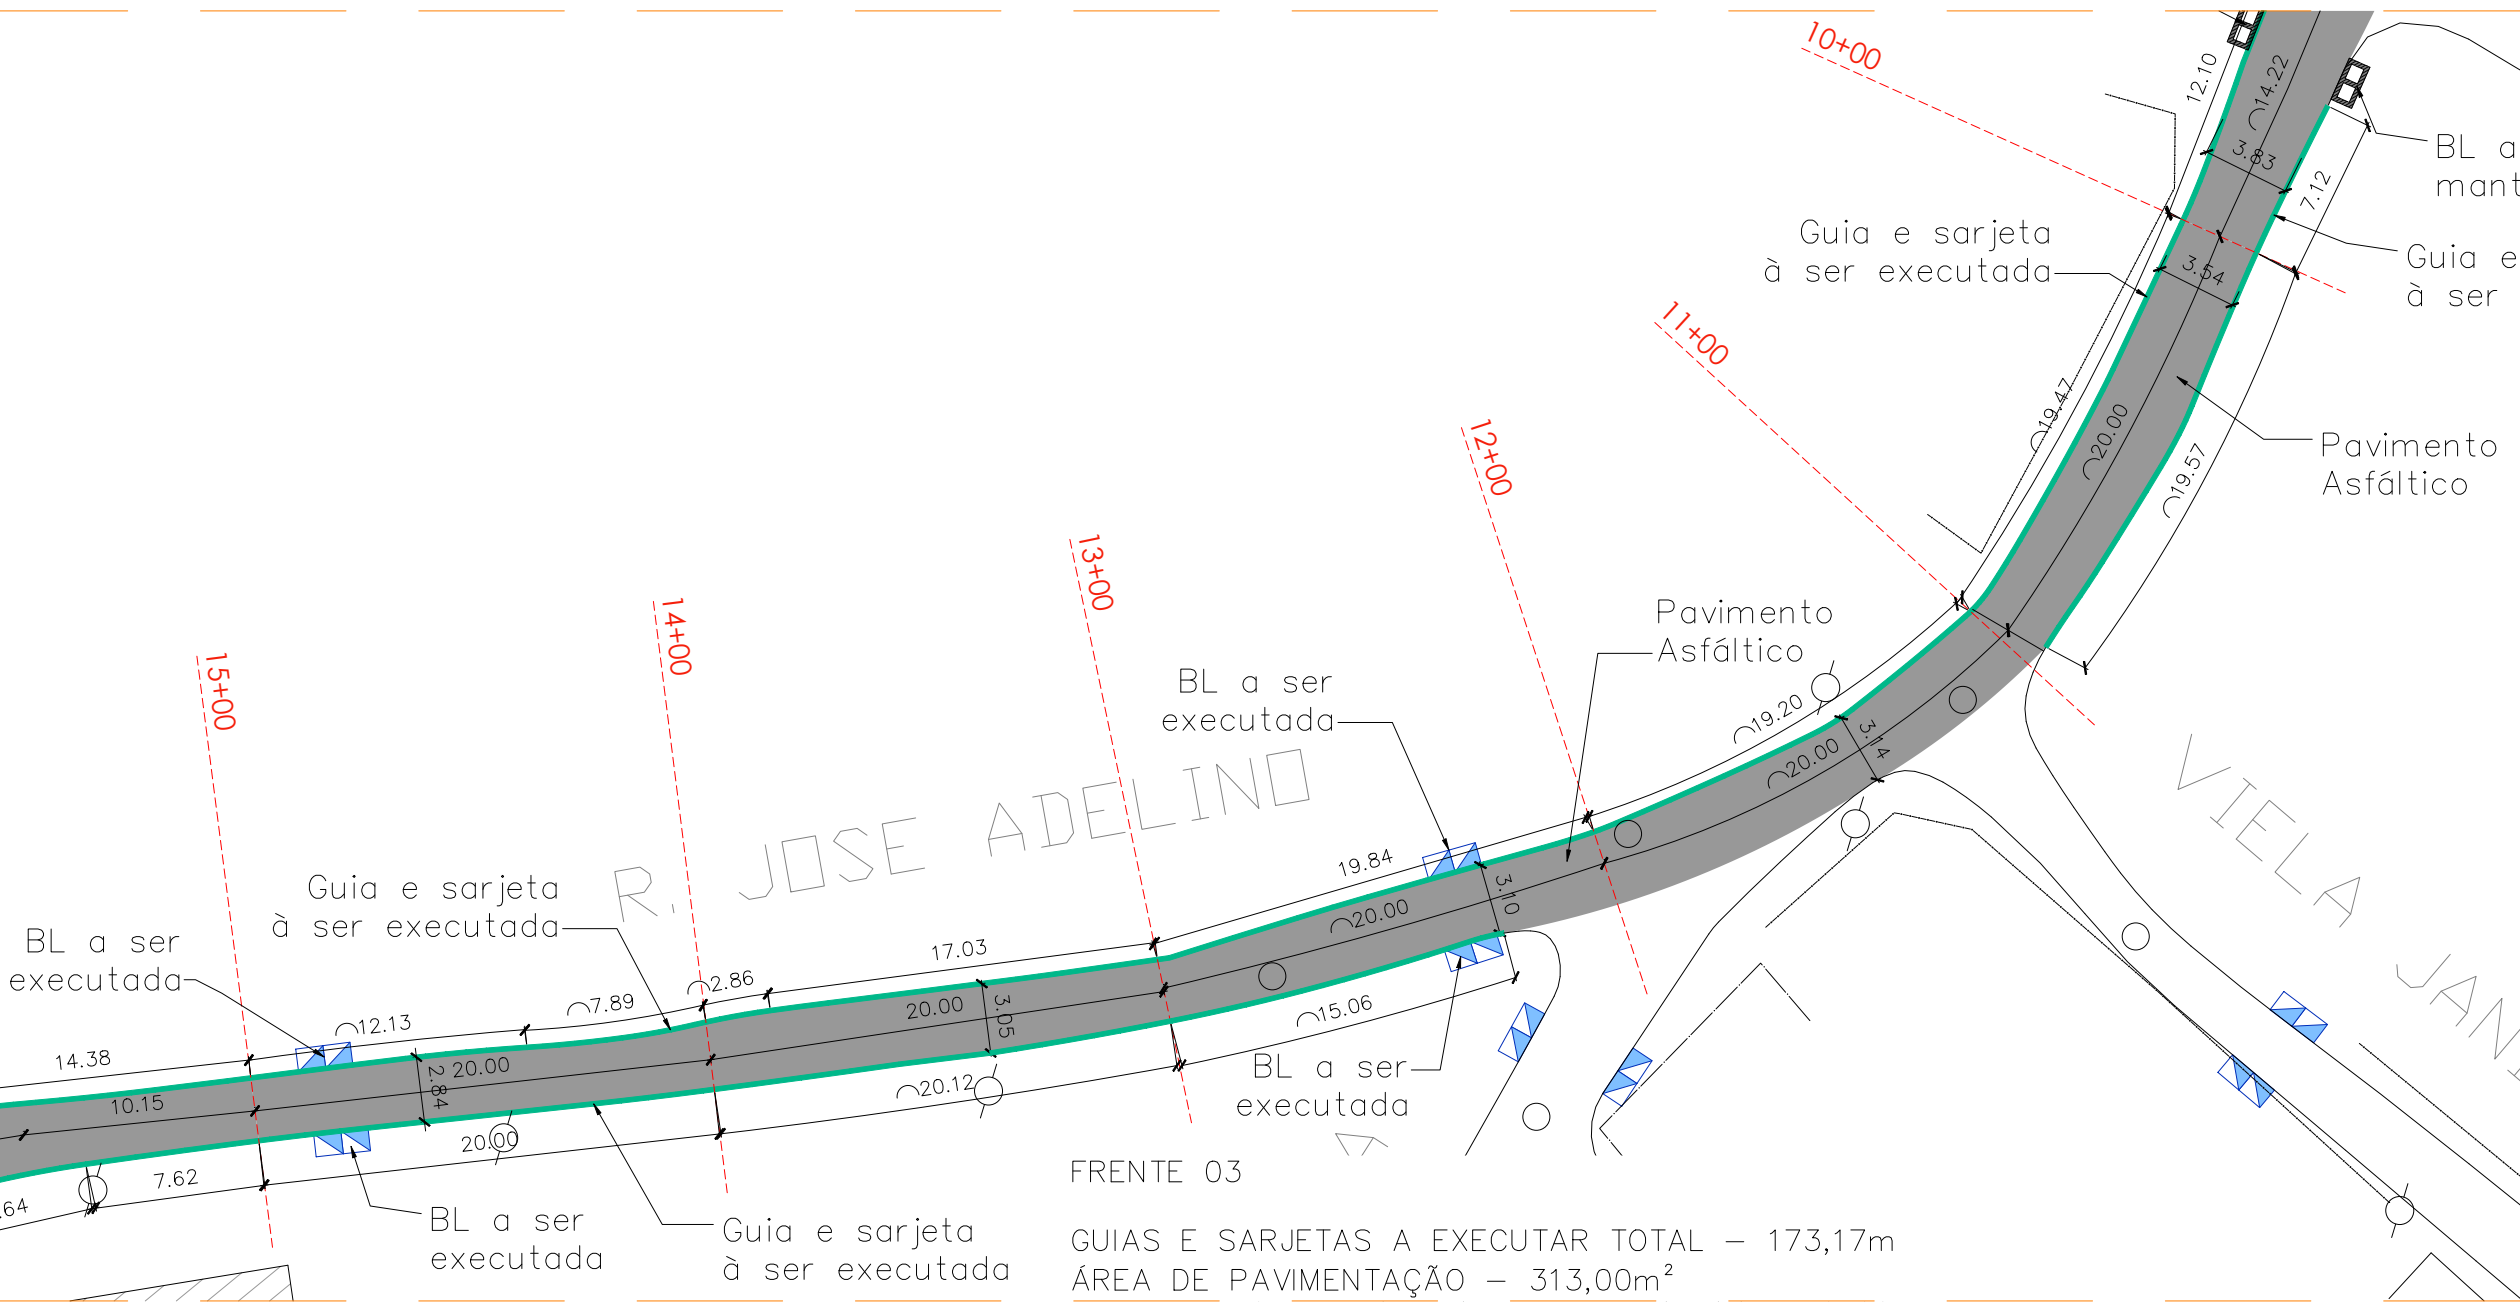 10+00
12.10
14.22
3.83
7.12
BL a
mant
Guia e sarjeta
à ser executada
3.54
Guia e
à ser
11+00
19.47
20.00
19.57
Pavimento
Asfáltico
12+00
13+00
14+00
15+00
Pavimento
Asfáltico
BL a ser
executada
19.20
20.00
3.14
R. JOSE ADELINO
VIELA
JAN
19.84
3.10
20.00
Guia e sarjeta
à ser executada
BL a ser
executada
17.03
2.86
7.89
12.13
14.38
20.00
3.05
20.00
2.84
10.15
15.06
20.12
20.00
7.62
.64
BL a ser
executada
BL a ser
executada
Guia e sarjeta
à ser executada
FRENTE 03
GUIAS E SARJETAS A EXECUTAR TOTAL – 173,17m
ÁREA DE PAVIMENTAÇÃO – 313,00m²